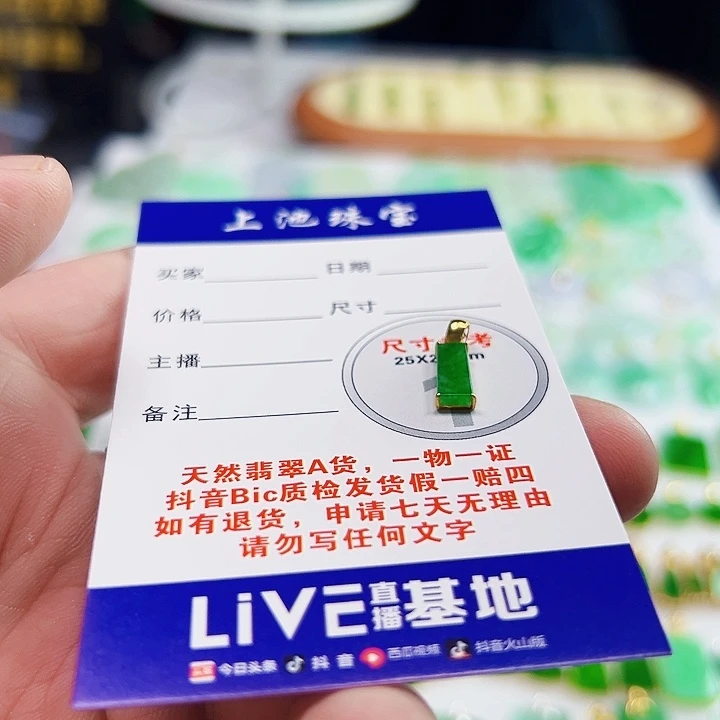 上池珠宝
买家 日期
价格 尺寸
主播
尺寸 考
25X2 m
备注
天然翡翠A货，一物一证
抖音Bic质检发货假一赔四
如有退货，申请七天无理由
请勿写任何文字
LiVE直播基地
今日头条 抖音 西瓜视频 抖音火山版